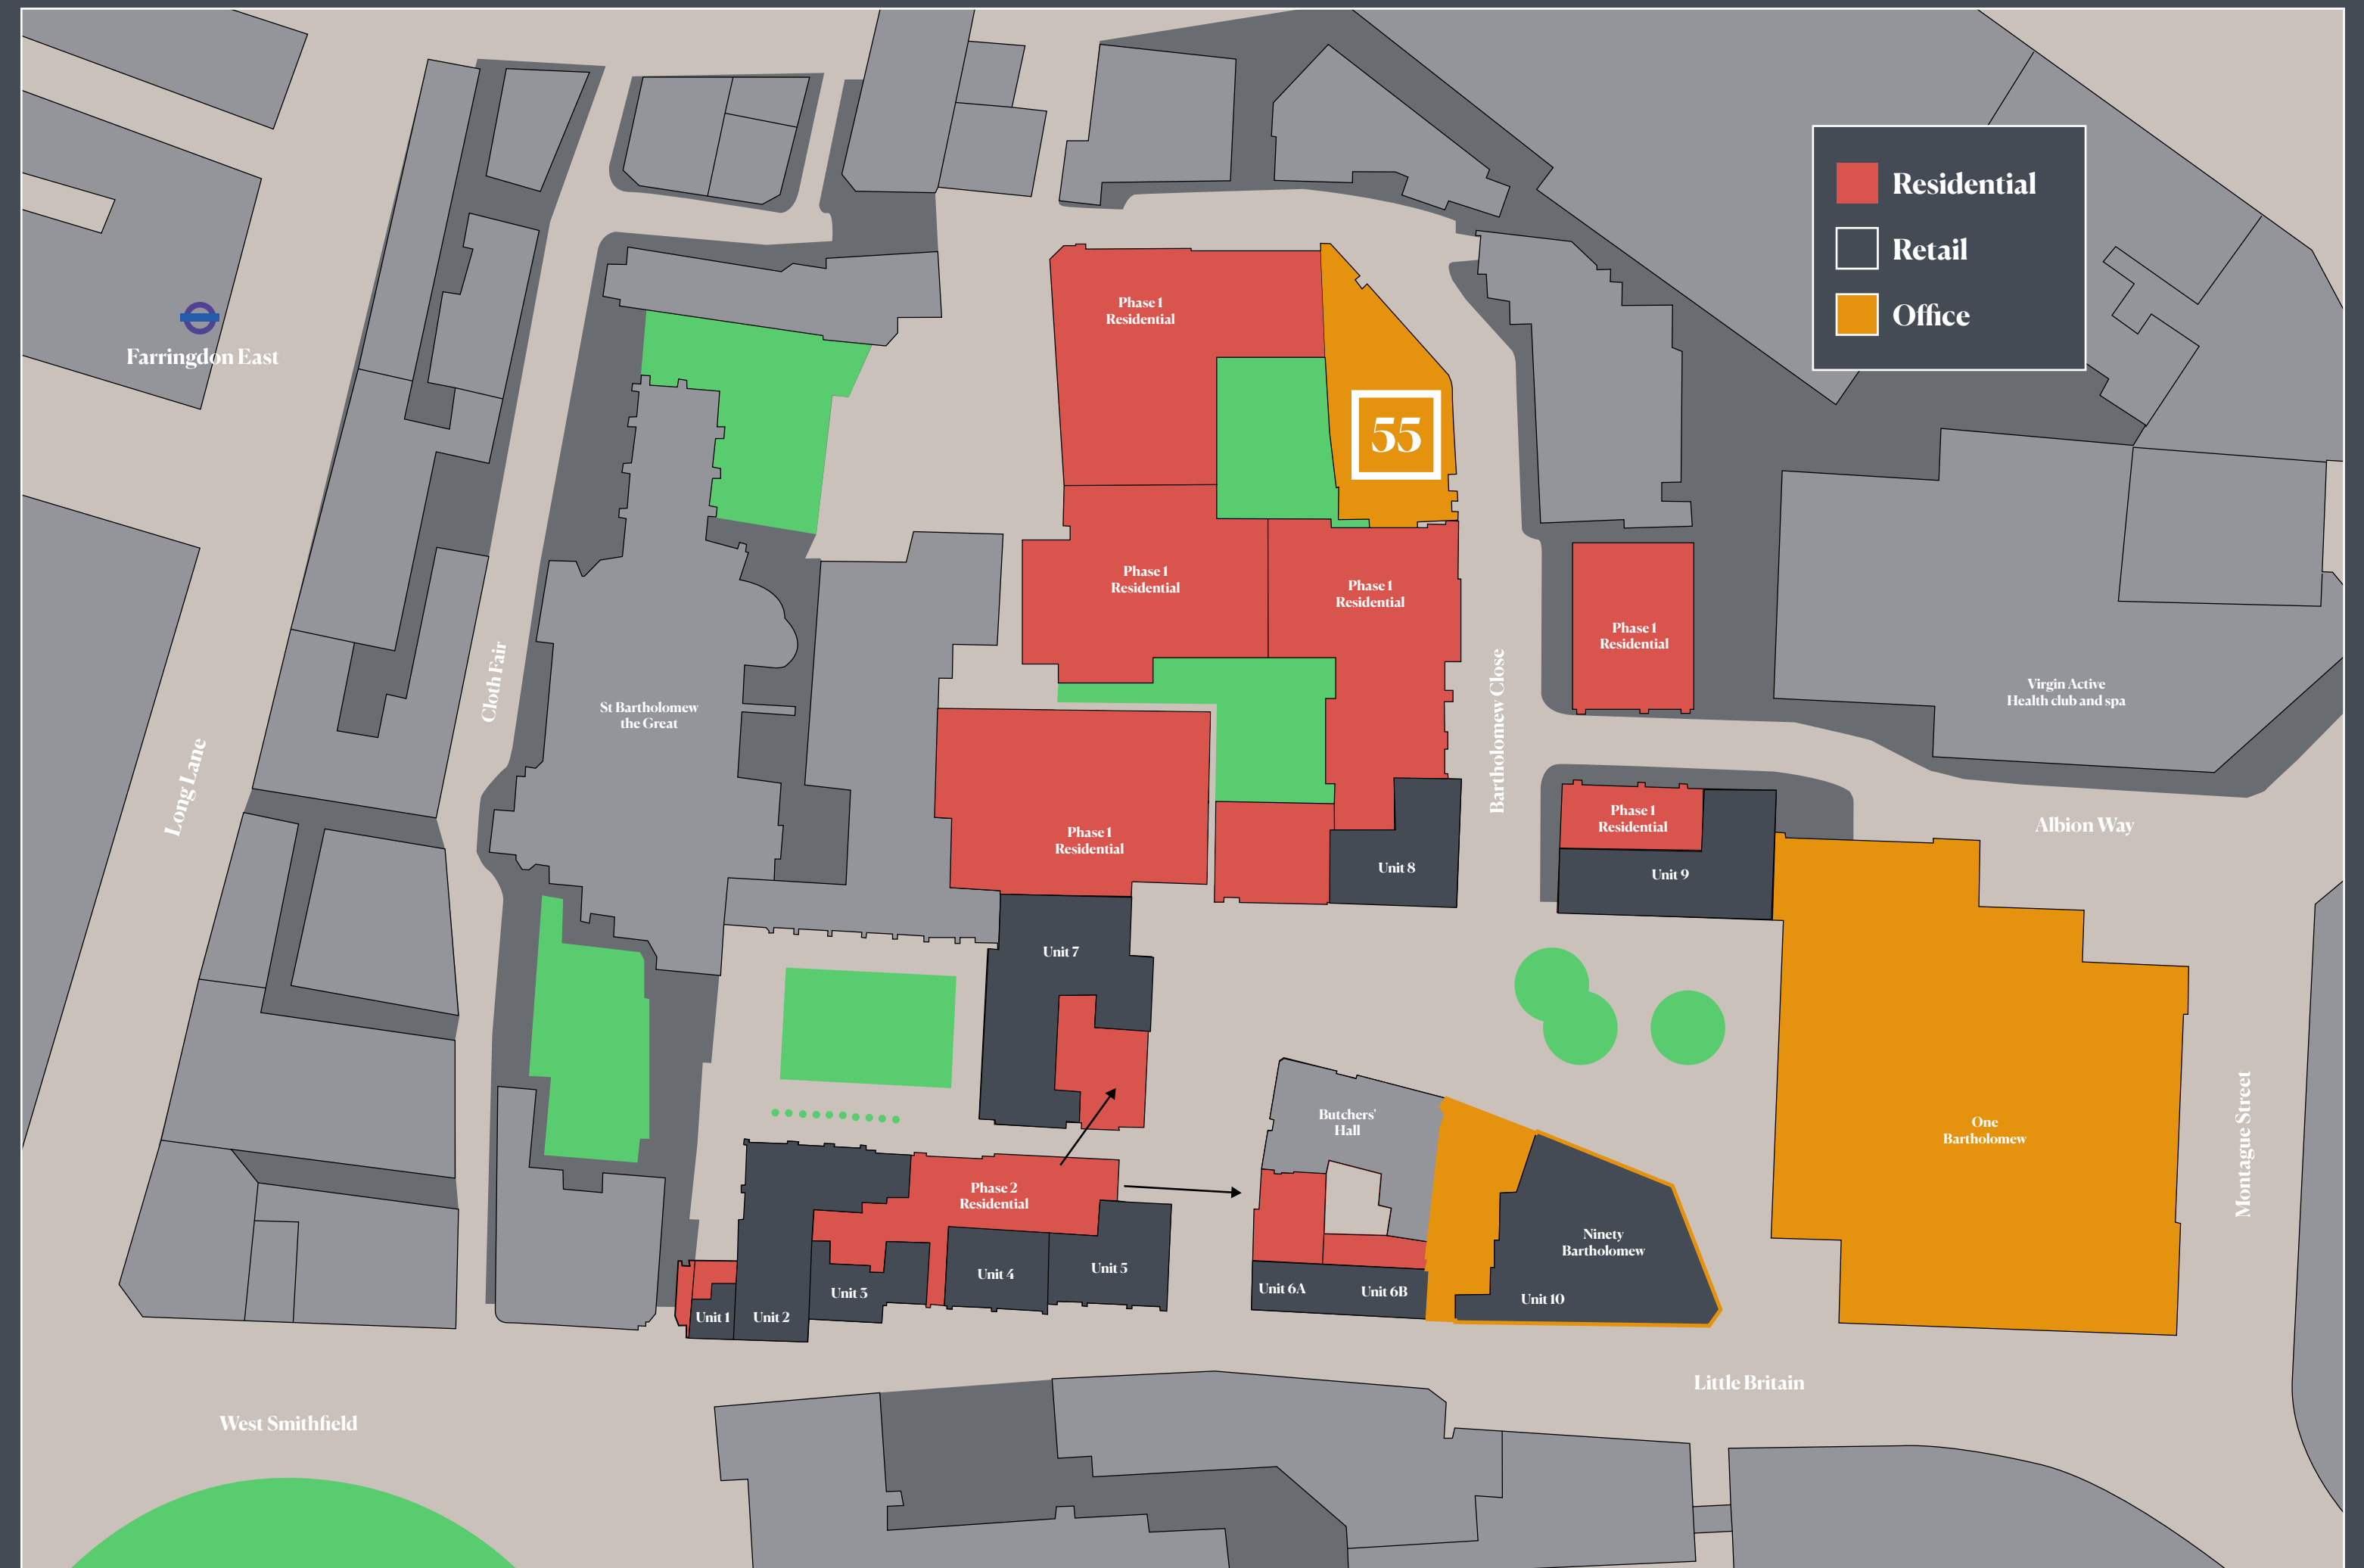 Residential
Retail
Office
Phase 1
Residential
Farringdon East
55
Phase 1
Residential
Phase 1
Residential
Phase 1
Residential
Cloth Fair
St Bartholomew
the Great
Bartholomew Close
Virgin Active
Health club and spa
Long Lane
Phase 1
Residential
Phase 1
Residential
Albion Way
Unit 8
Unit 9
Unit 7
Butchers'
Hall
One
Bartholomew
Montague Street
Phase 2
Residential
Ninety
Bartholomew
Unit 5
Unit 4
Unit 3
Unit 6A
Unit 6B
Unit 10
Unit 1
Unit 2
Little Britain
West Smithfield